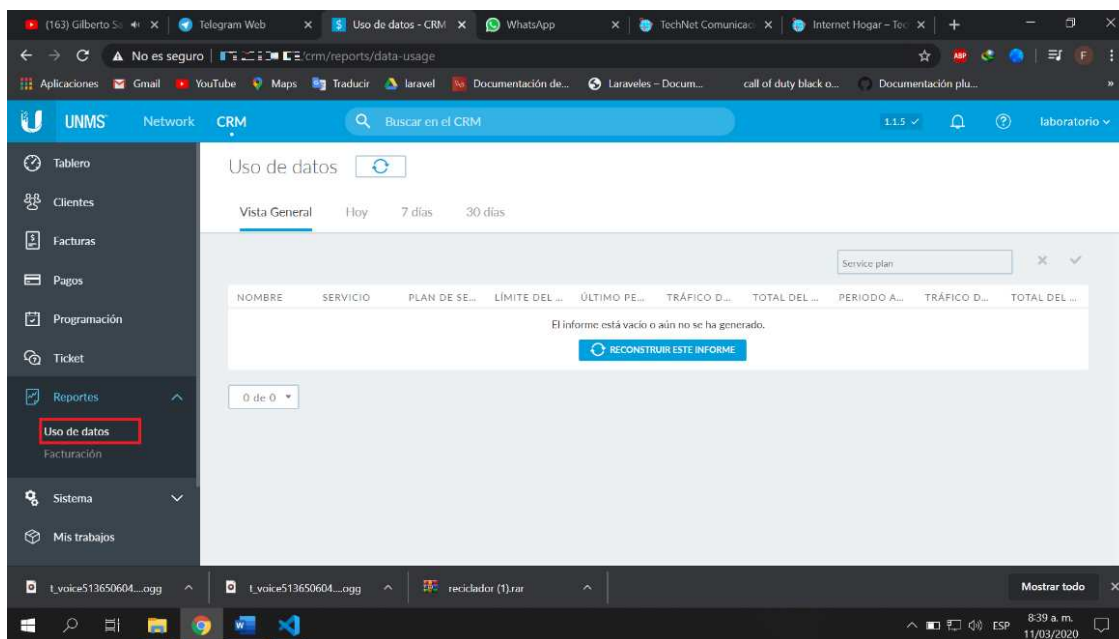 (163) Gilberto Sa
Telegram Web
Uso de datos - CRM
WhatsApp
TechNet Comunicac
Internet Hogar – Tec
No es seguro
/crm/reports/data-usage
ABP
F
Aplicaciones
Gmail
YouTube
Maps
Traducir
laravel
Documentación de...
Laraveles – Docum...
call of duty black o...
Documentación plu...
UNMS
Network
CRM
Buscar en el CRM
1.1.5
laboratorio
Tablero
Clientes
Facturas
Pagos
Programación
Ticket
Reportes
Uso de datos
Facturación
Sistema
Mis trabajos
Uso de datos
Vista General
Hoy
7 días
30 días
Service plan
NOMBRE
SERVICIO
PLAN DE SE...
LÍMITE DEL ...
ÚLTIMO PE...
TRÁFICO D...
TOTAL DEL ...
PERIODO A...
TRÁFICO D...
TOTAL DEL ...
El informe está vacío o aún no se ha generado.
RECONSTRUIR ESTE INFORME
0 de 0
t_voice513650604....ogg
t_voice513650604....ogg
reciclador (1).rar
Mostrar todo
ESP
8:39 a. m.
11/03/2020